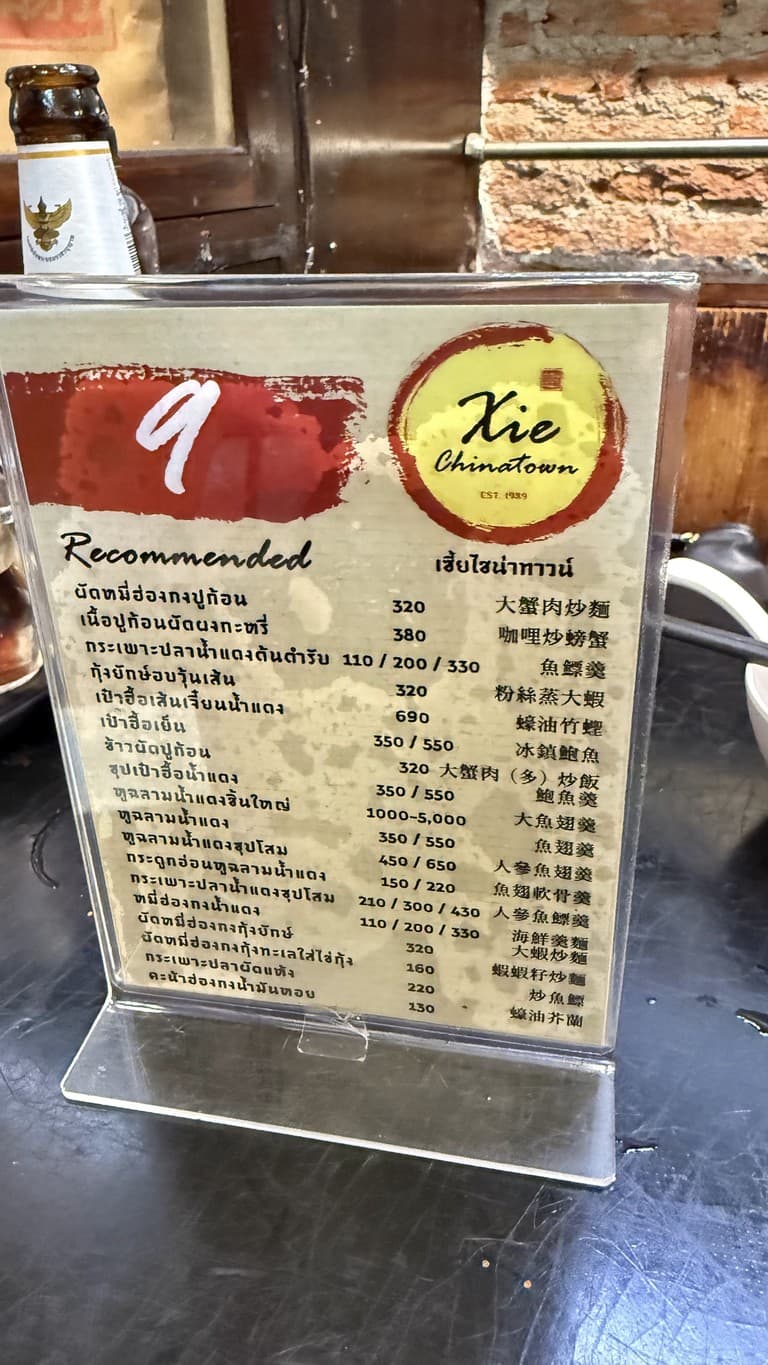 9
Xie
Chinatown
EST. 1989
Recommended
เซี้ยไชน่าทาวน์
ผัดหมี่ฮ่องกงปูก้อน 320 大蟹肉炒麵
เนื้อปูก้อนผัดผงกะหรี่ 380 咖哩炒螃蟹
กระเพาะปลาน้ำแดงต้นตำรับ 110 / 200 / 330 魚鰾羹
กุ้งยักษ์อบวุ้นเส้น 320 粉絲蒸大蝦
เป๋าฮื้อเส้นเจี๋ยนน้ำแดง 690 蠔油竹蟶
เป๋าฮื้อเย็น 350 / 550 冰鎮鮑魚
ข้าวผัดปูก้อน 320 大蟹肉（多）炒飯
ซุปเป๋าฮื้อน้ำแดง 350 / 550 鮑魚羹
หูฉลามน้ำแดงชิ้นใหญ่ 1000-5,000 大魚翅羹
หูฉลามน้ำแดง 350 / 550 魚翅羹
หูฉลามน้ำแดงซุปโสม 450 / 650 人參魚翅羹
กระดูกอ่อนหูฉลามน้ำแดง 150 / 220 魚翅軟骨羹
กระเพาะปลาน้ำแดงซุปโสม 210 / 300 / 430 人參魚鰾羹
หมี่ฮ่องกงน้ำแดง 110 / 200 / 330 海鮮羹麵
ผัดหมี่ฮ่องกงกุ้งยักษ์ 320 大蝦炒麵
ผัดหมี่ฮ่องกงกุ้งทะเลใส่ไข่กุ้ง 160 蝦蝦籽炒麵
กระเพาะปลาผัดแห้ง 220 炒魚鰾
คะน้าฮ่องกงน้ำมันหอย 130 蠔油芥蘭